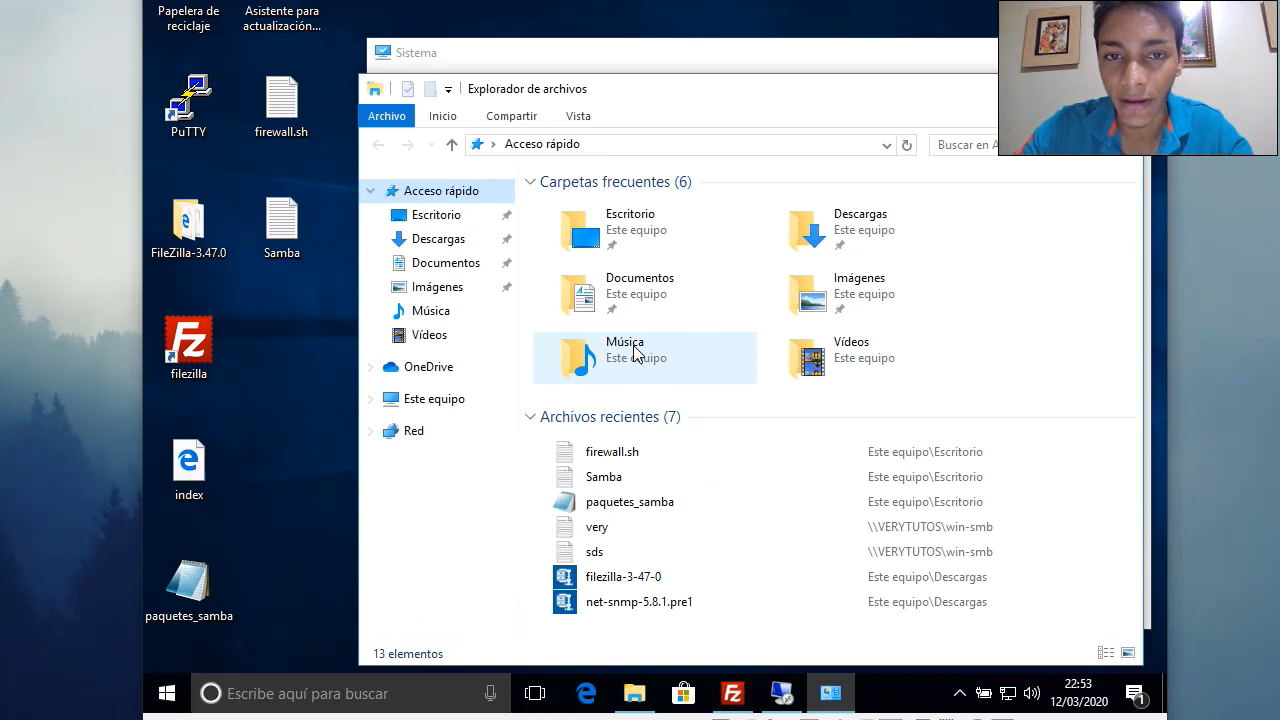 Papelera de
reciclaje
Asistente para
actualización...
PuTTY
firewall.sh
FileZilla-3.47.0
Samba
filezilla
index
paquetes_samba
Sistema
Explorador de archivos
Archivo
Inicio
Compartir
Vista
Acceso rápido
Buscar en A
Acceso rápido
Escritorio
Descargas
Documentos
Imágenes
Música
Vídeos
OneDrive
Este equipo
Red
Carpetas frecuentes (6)
Escritorio
Este equipo
Descargas
Este equipo
Documentos
Este equipo
Imágenes
Este equipo
Música
Este equipo
Vídeos
Este equipo
Archivos recientes (7)
firewall.sh Este equipo\Escritorio
Samba Este equipo\Escritorio
paquetes_samba Este equipo\Escritorio
very \\VERYTUTOS\win-smb
sds \\VERYTUTOS\win-smb
filezilla-3-47-0 Este equipo\Descargas
net-snmp-5.8.1.pre1 Este equipo\Descargas
13 elementos
Escribe aquí para buscar
22:53
12/03/2020
1